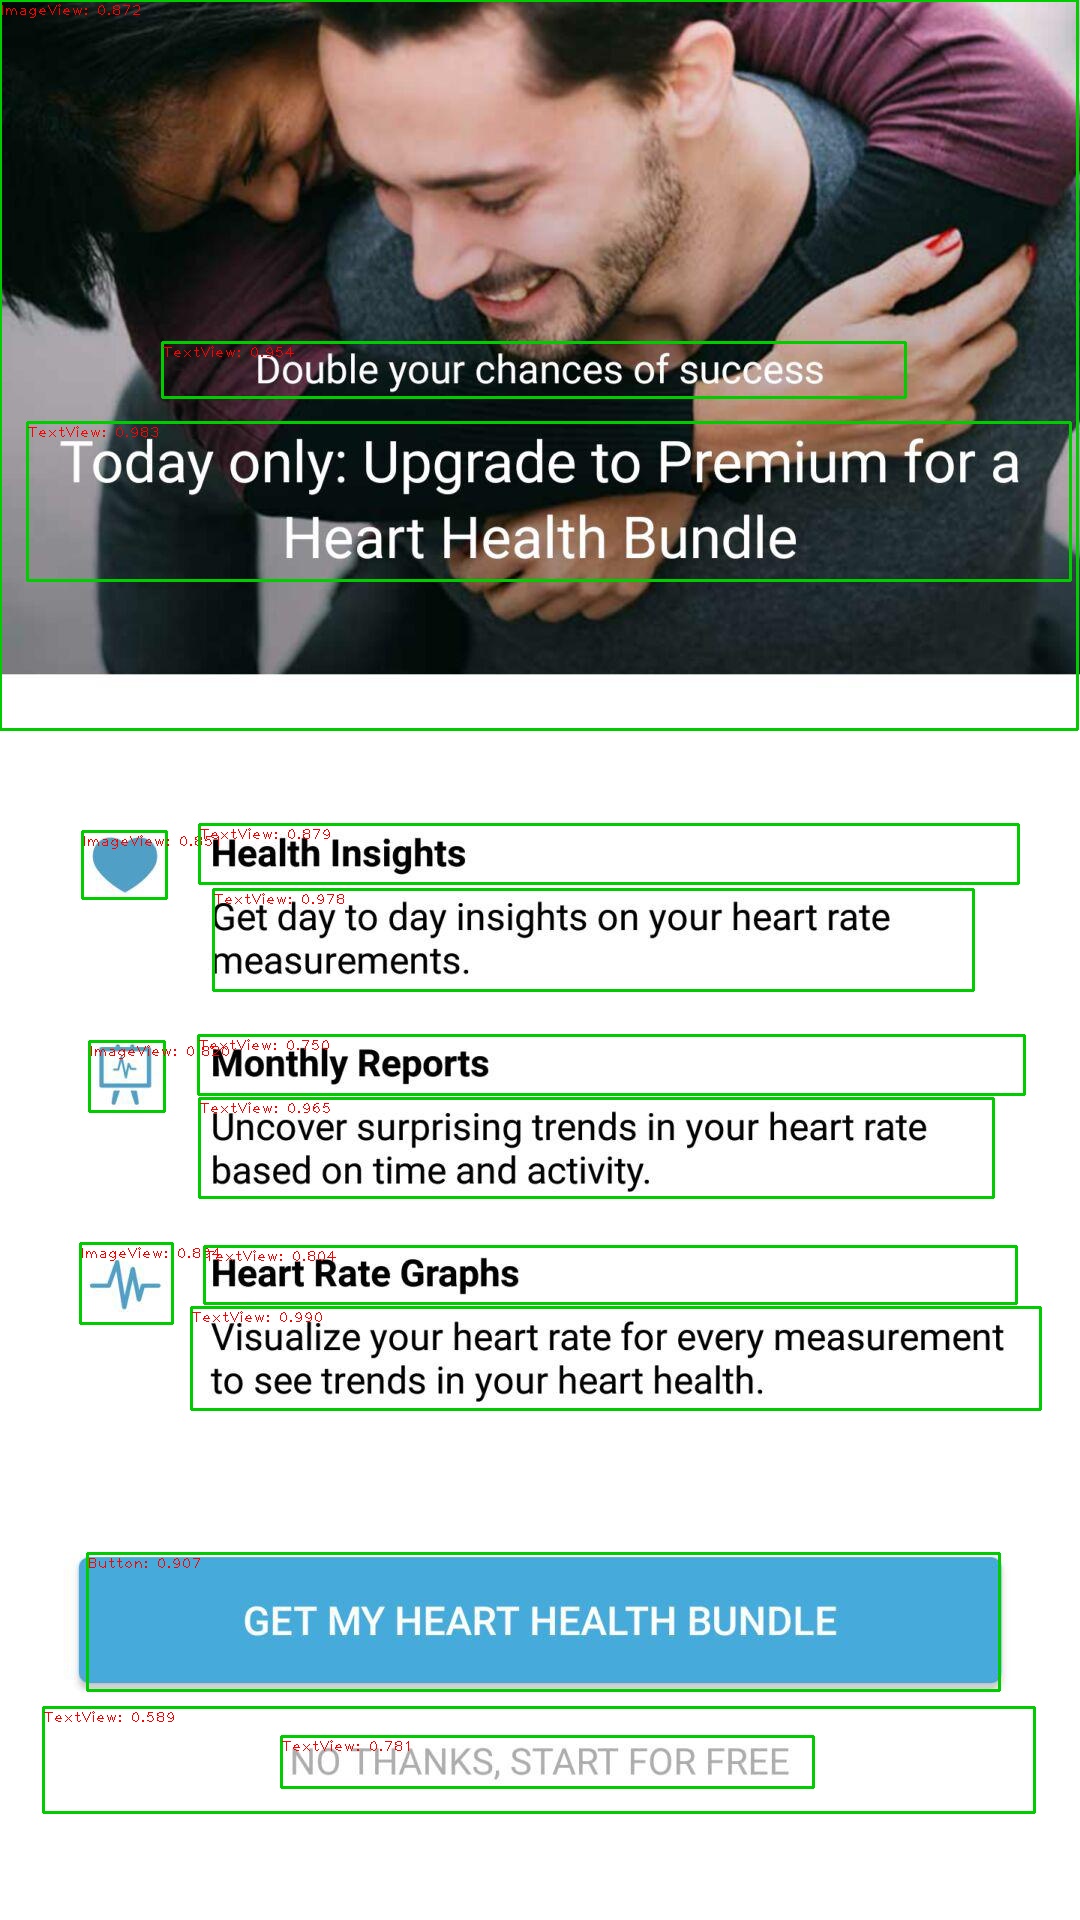 ImageView: 0.872
TextView: 0.954
Double your chances of success
TextView: 0.983
Today only: Upgrade to Premium for a
Heart Health Bundle
ImageView: 0.85
TextView: 0.879
Health Insights
TextView: 0.978
Get day to day insights on your heart rate
measurements.
ImageView: 0.820
TextView: 0.750
Monthly Reports
TextView: 0.965
Uncover surprising trends in your heart rate
based on time and activity.
ImageView: 0.894
TextView: 0.804
Heart Rate Graphs
TextView: 0.990
Visualize your heart rate for every measurement
to see trends in your heart health.
Button: 0.907
GET MY HEART HEALTH BUNDLE
TextView: 0.589
TextView: 0.781
NO THANKS, START FOR FREE